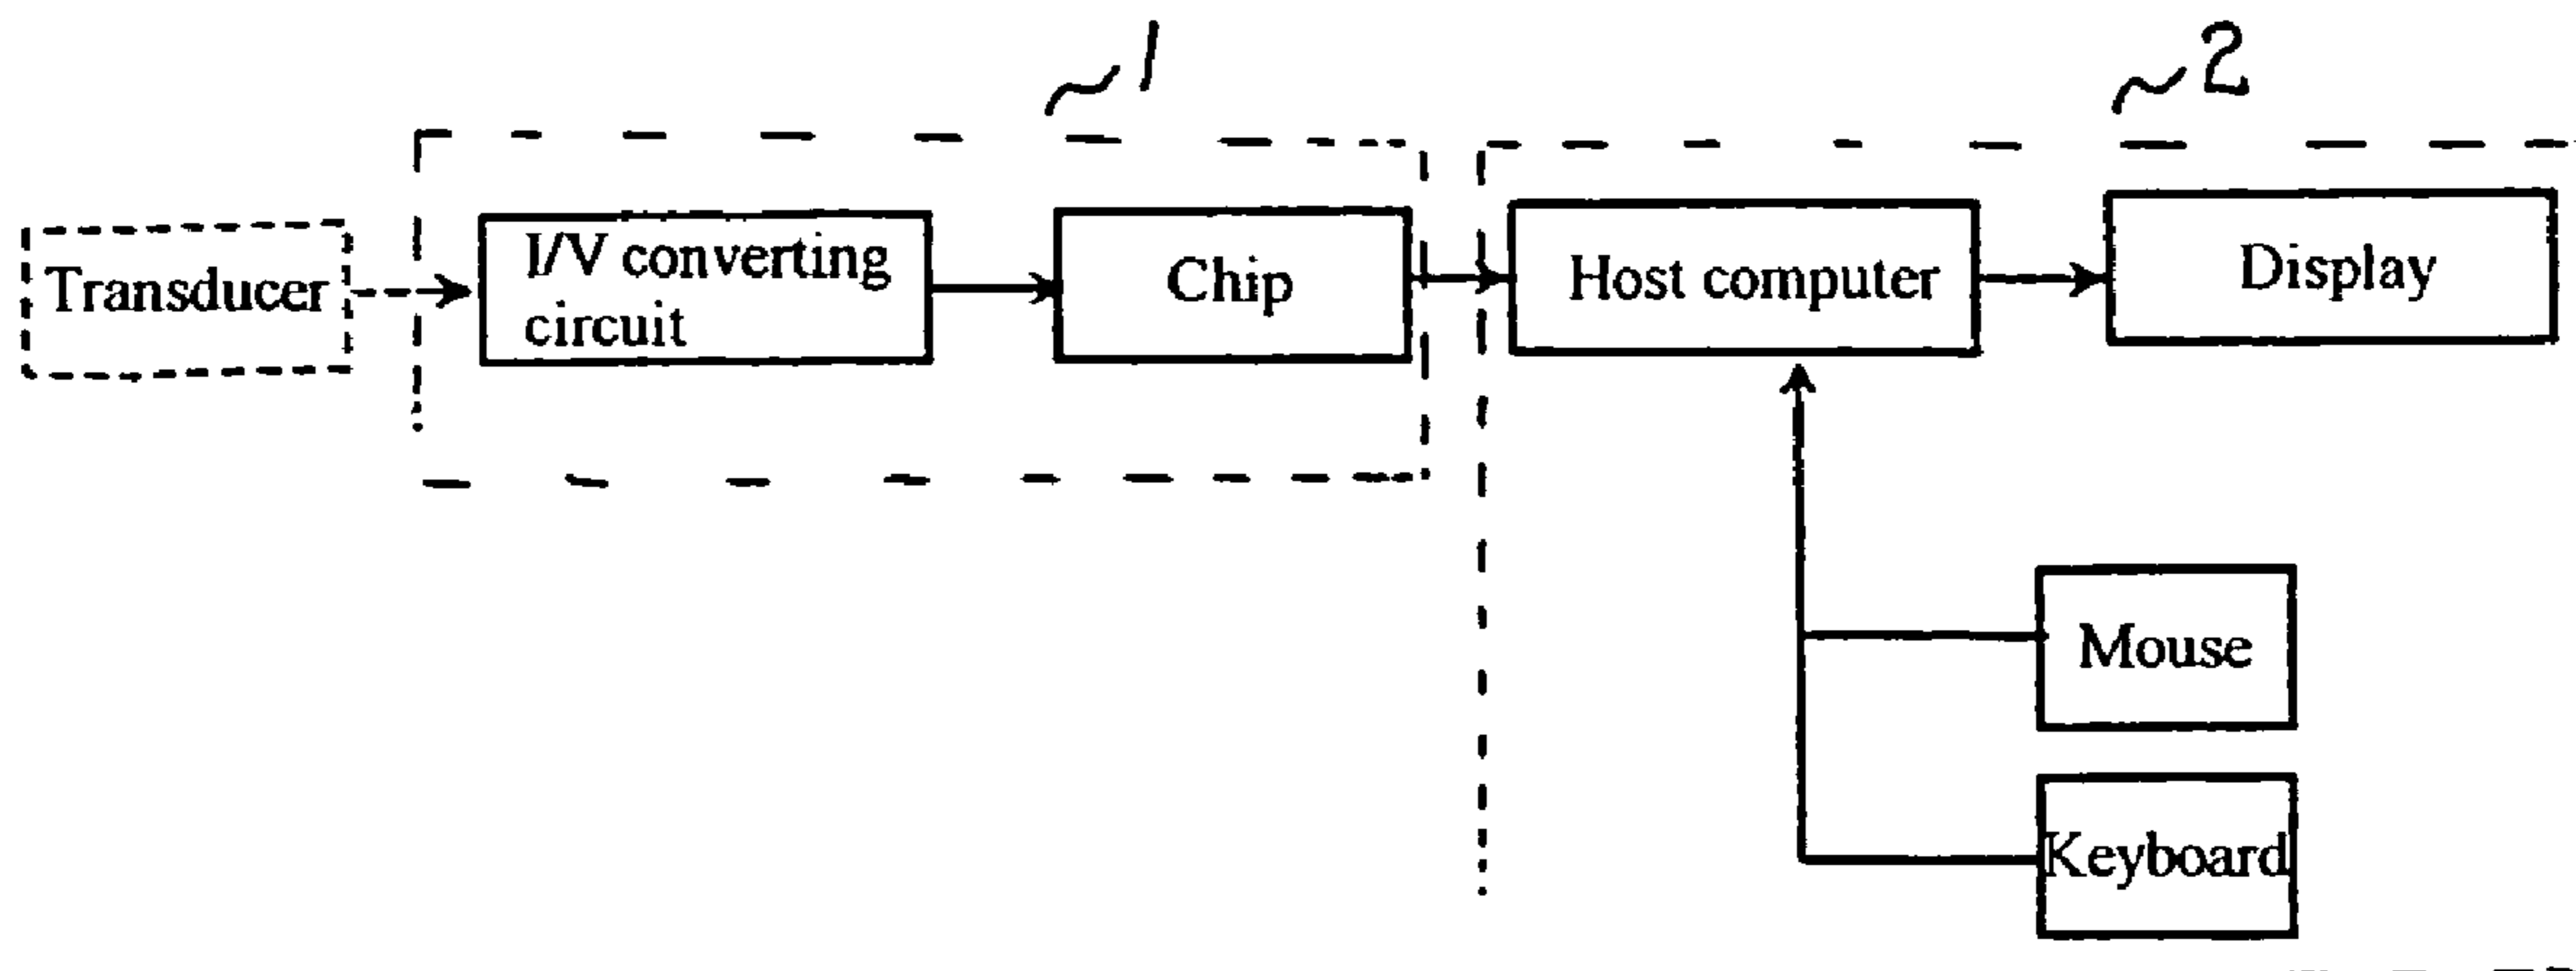 ~1
~2
Transducer
I/V converting
circuit
Chip
Host computer
Display
Mouse
Keyboard